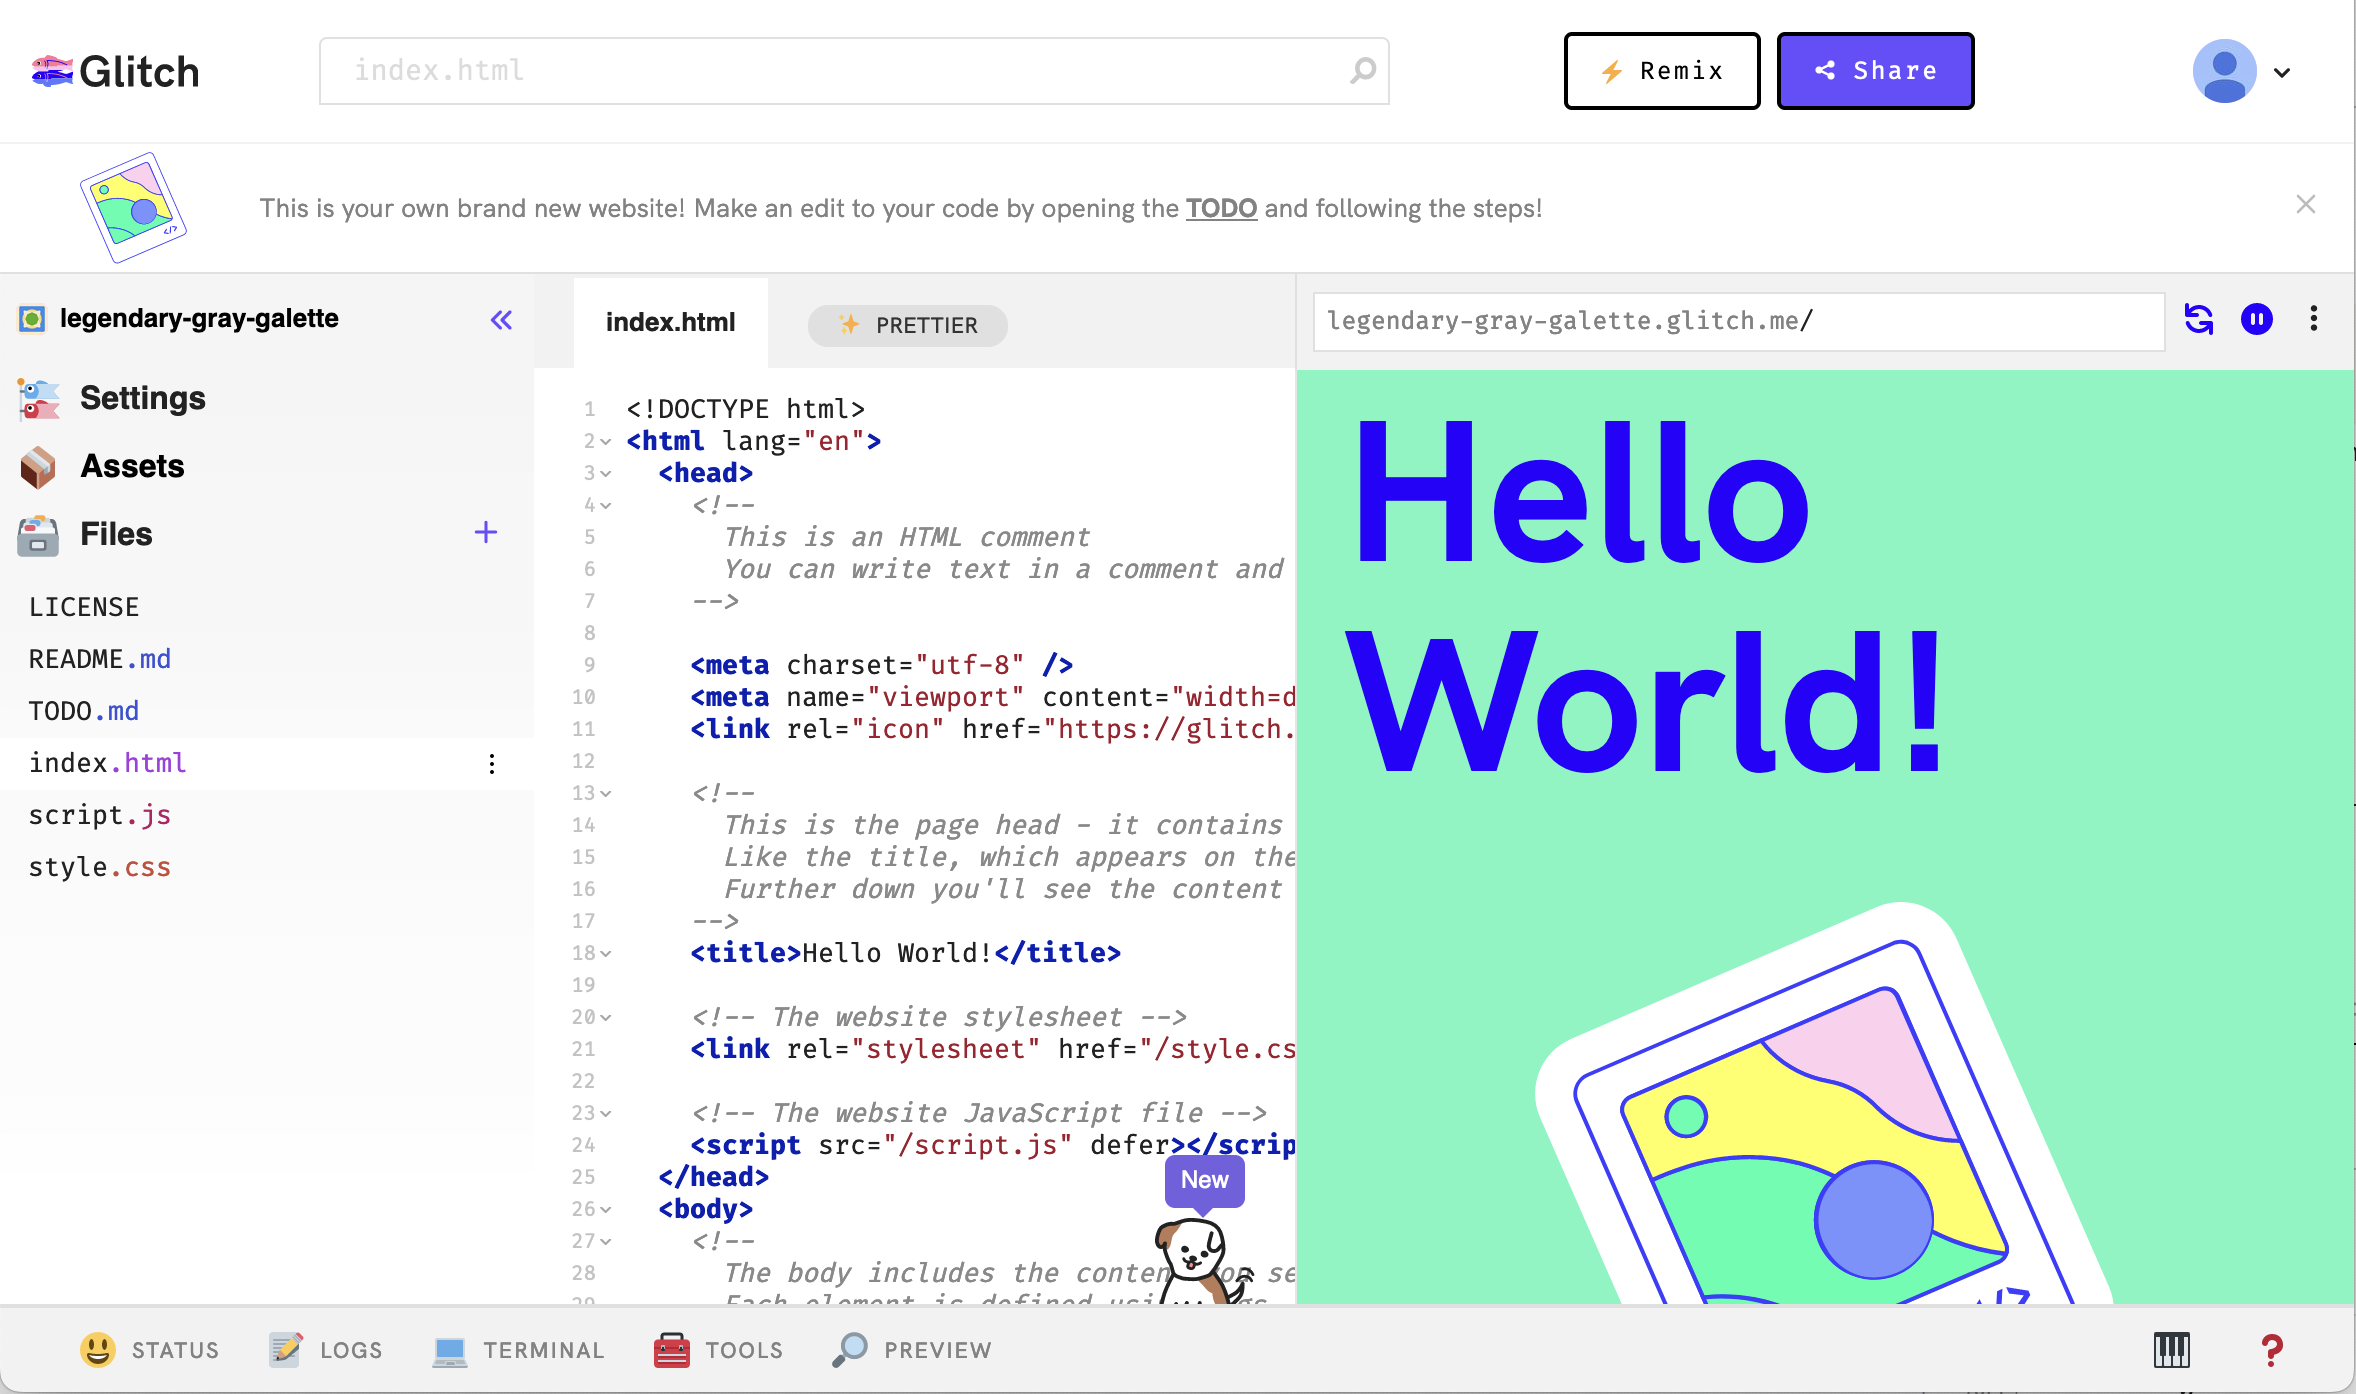 Glitch
index.html
Remix
Share
This is your own brand new website! Make an edit to your code by opening the TODO and following the steps!
legendary-gray-galette
Settings
Assets
Files
LICENSE
README.md
TODO.md
index.html
script.js
style.css
index.html
PRETTIER
1 <!DOCTYPE html>
2 <html lang="en">
3 <head>
4 <!--
5 This is an HTML comment
6 You can write text in a comment and
7 -->
8
9 <meta charset="utf-8" />
10 <meta name="viewport" content="width=d
11 <link rel="icon" href="https://glitch.
12
13 <!--
14 This is the page head - it contains
15 Like the title, which appears on the
16 Further down you'll see the content
17 -->
18 <title>Hello World!</title>
19
20 <!-- The website stylesheet -->
21 <link rel="stylesheet" href="/style.cs
22
23 <!-- The website JavaScript file -->
24 <script src="/script.js" defer></scrip
25 </head>
26 <body>
27 <!--
28 The body includes the conten
Each element is defined
New
legendary-gray-galette.glitch.me/
Hello
World!
</>
STATUS
LOGS
TERMINAL
TOOLS
PREVIEW
?